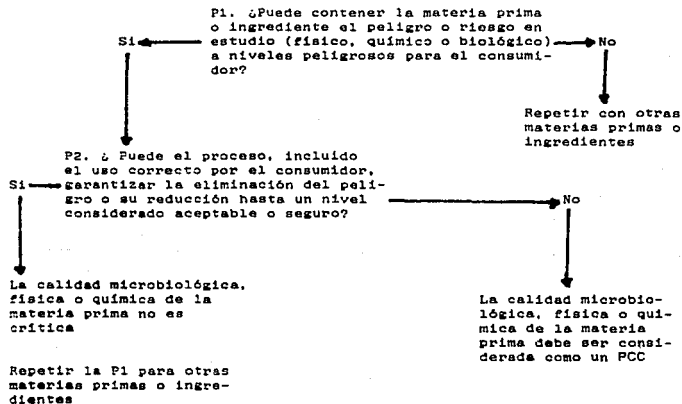 P1. ¿Puede contener la materia prima
o ingrediente el peligro o riesgo en
estudio (físico, químico o biológico)
a niveles peligrosos para el consumi-
dor?
Si
No
Repetir con otras
materias primas o
ingredientes
P2. ¿ Puede el proceso, incluido
el uso correcto por el consumidor,
garantizar la eliminación del peli-
gro o su reducción hasta un nivel
considerado aceptable o seguro?
Si
No
La calidad microbiológica,
física o química de la
materia prima no es
crítica
La calidad microbio-
lógica, física o quí-
mica de la materia
prima debe ser consi-
derada como un PCC
Repetir la P1 para otras
materias primas o ingre-
dientes